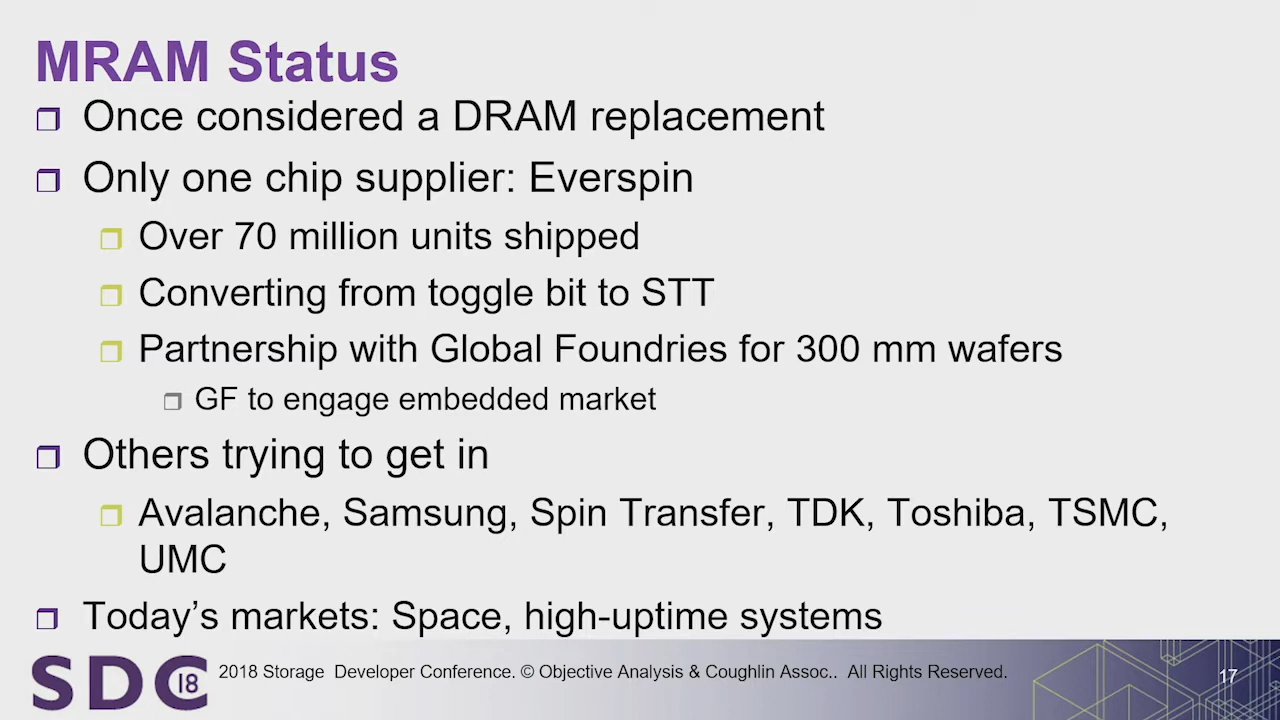 MRAM Status
Once considered a DRAM replacement
Only one chip supplier: Everspin
Over 70 million units shipped
Converting from toggle bit to STT
Partnership with Global Foundries for 300 mm wafers
GF to engage embedded market
Others trying to get in
Avalanche, Samsung, Spin Transfer, TDK, Toshiba, TSMC,
UMC
Today’s markets: Space, high-uptime systems
SDC 18
2018 Storage  Developer Conference. © Objective Analysis & Coughlin Assoc..  All Rights Reserved.
17